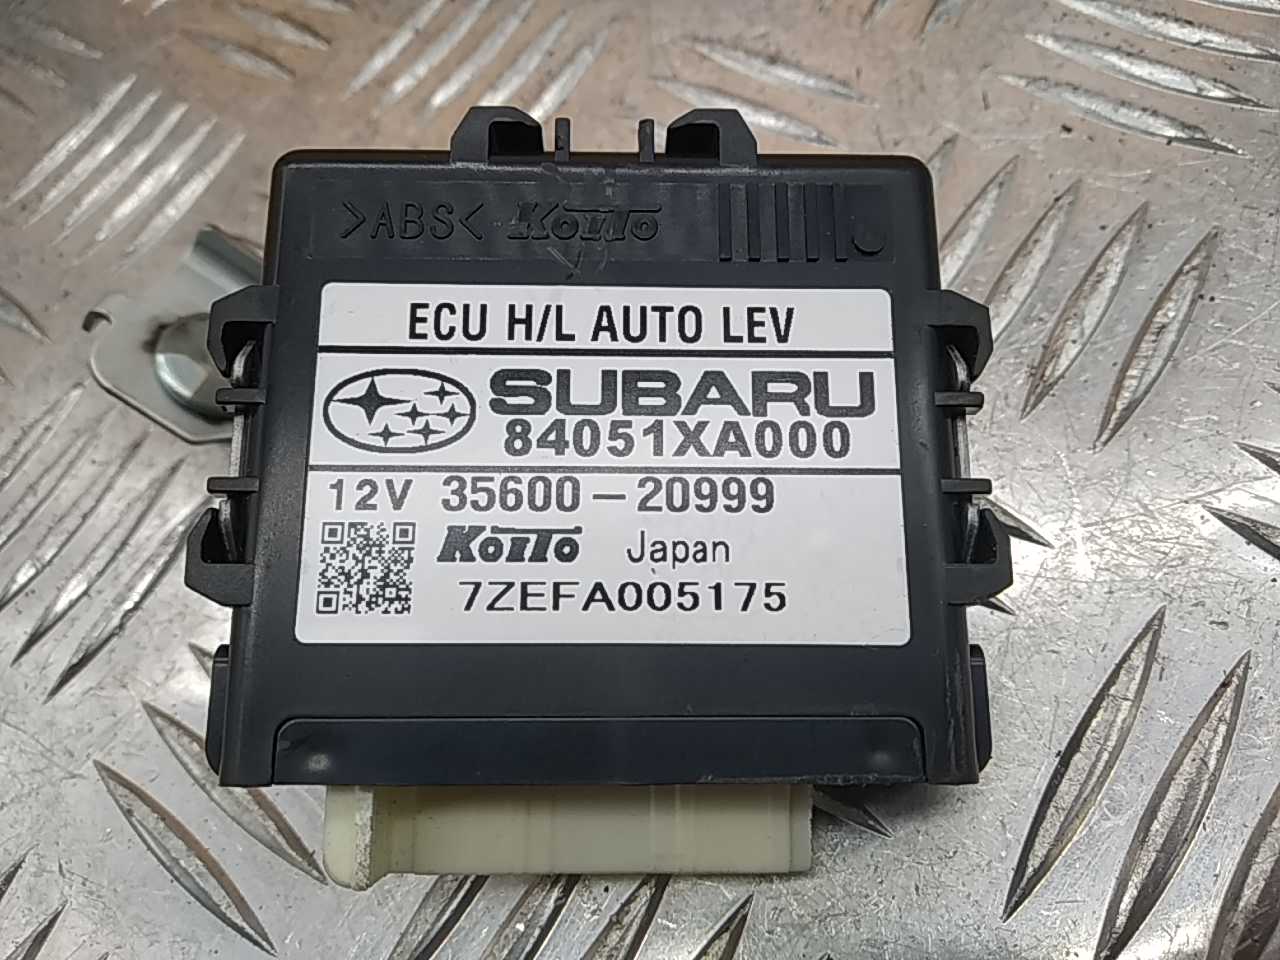 >ABS< KOITO
ECU H/L AUTO LEV
SUBARU
84051XA000
12V 35600-20999
KOITO Japan
7ZEFA005175